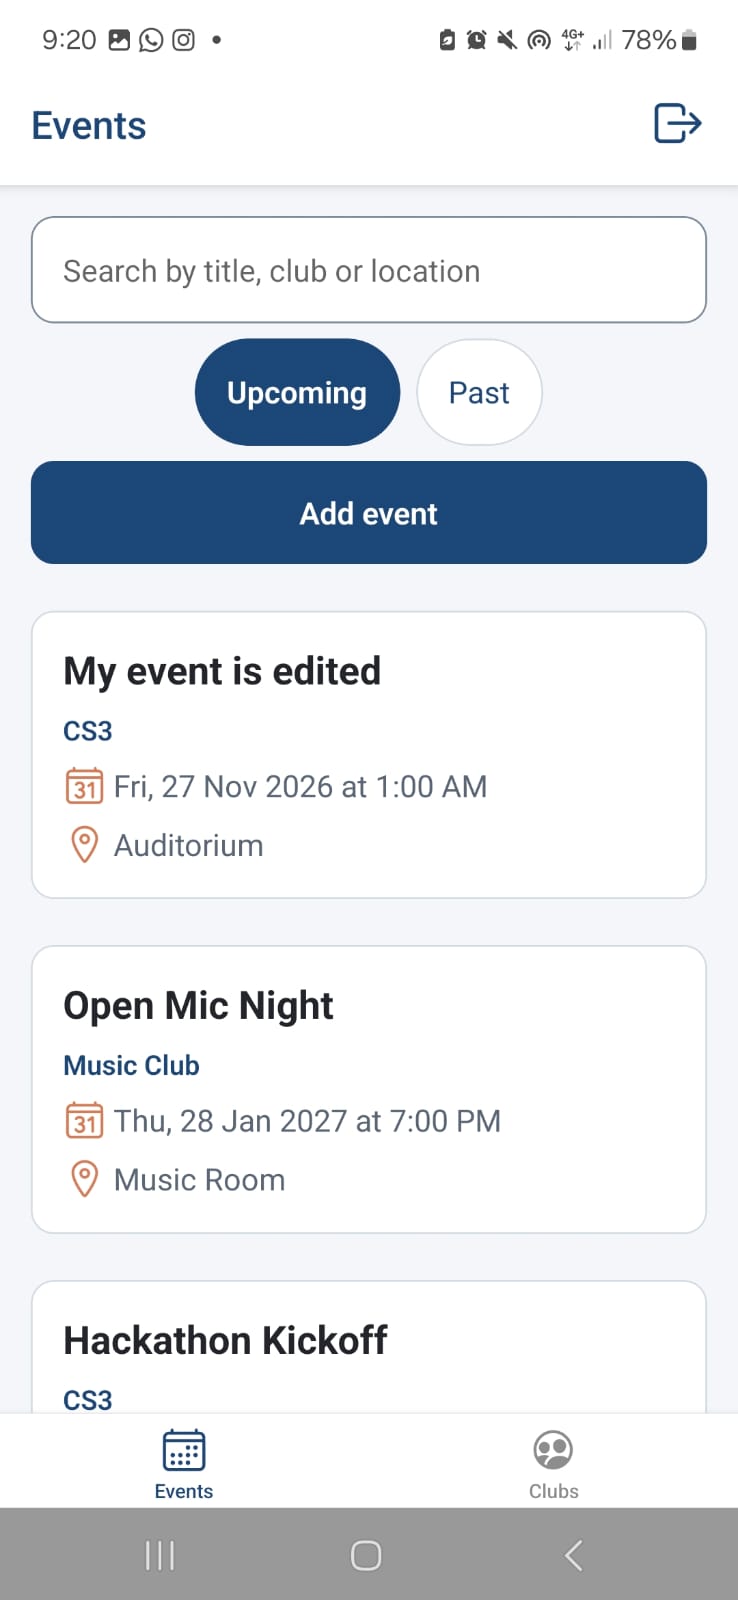 9:20
4G+
78%
Events
Search by title, club or location
Upcoming
Past
Add event
My event is edited
CS3
31 Fri, 27 Nov 2026 at 1:00 AM
Auditorium
Open Mic Night
Music Club
31 Thu, 28 Jan 2027 at 7:00 PM
Music Room
Hackathon Kickoff
CS3
Events
Clubs